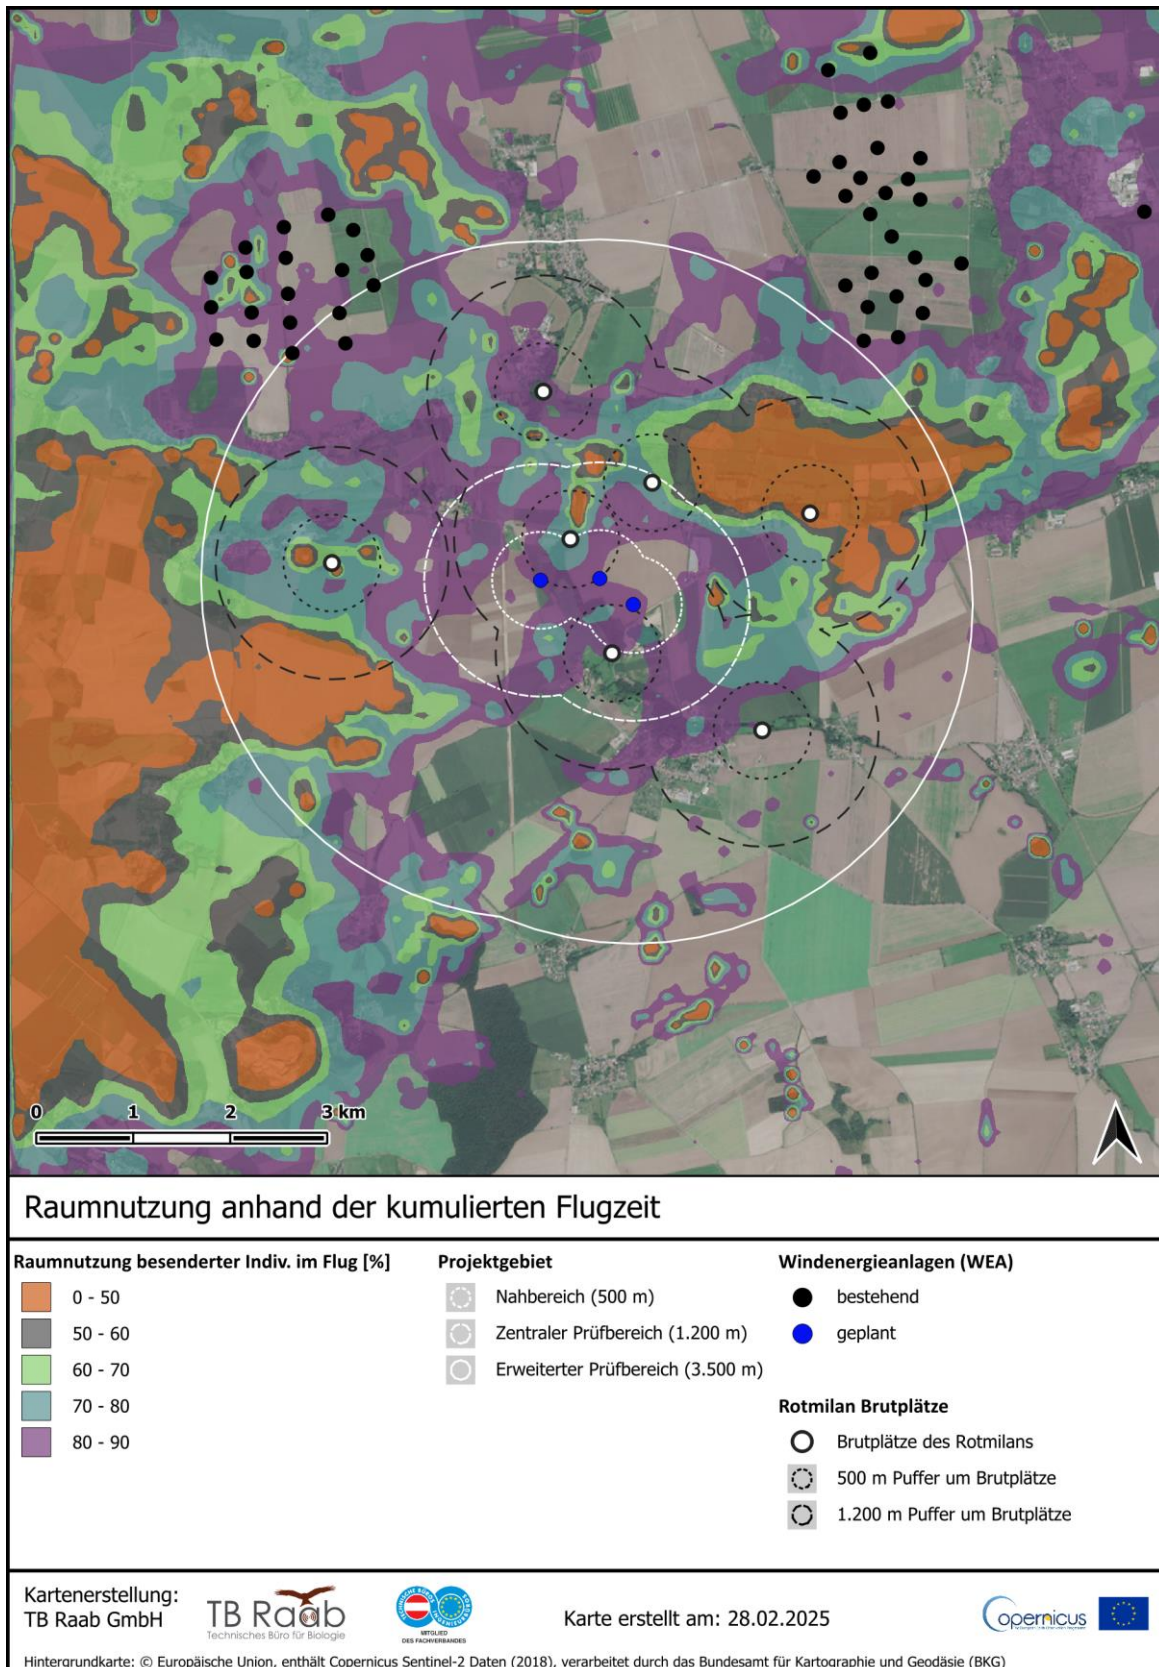 0 1 2 3 km
Raumnutzung anhand der kumulierten Flugzeit
Raumnutzung besenderter Indiv. im Flug [%]
0 - 50
50 - 60
60 - 70
70 - 80
80 - 90
Projektgebiet
Nahbereich (500 m)
Zentraler Prüfbereich (1.200 m)
Erweiterter Prüfbereich (3.500 m)
Windenergieanlagen (WEA)
bestehend
geplant
Rotmilan Brutplätze
Brutplätze des Rotmilans
500 m Puffer um Brutplätze
1.200 m Puffer um Brutplätze
Kartenerstellung:
TB Raab GmbH
TB Raab
Technisches Büro für Biologie
MITGLIED
DES FACHVERBANDES
Karte erstellt am: 28.02.2025
opernicus
Hintergrundkarte: © Europäische Union, enthält Copernicus Sentinel-2 Daten (2018), verarbeitet durch das Bundesamt für Kartographie und Geodäsie (BKG)